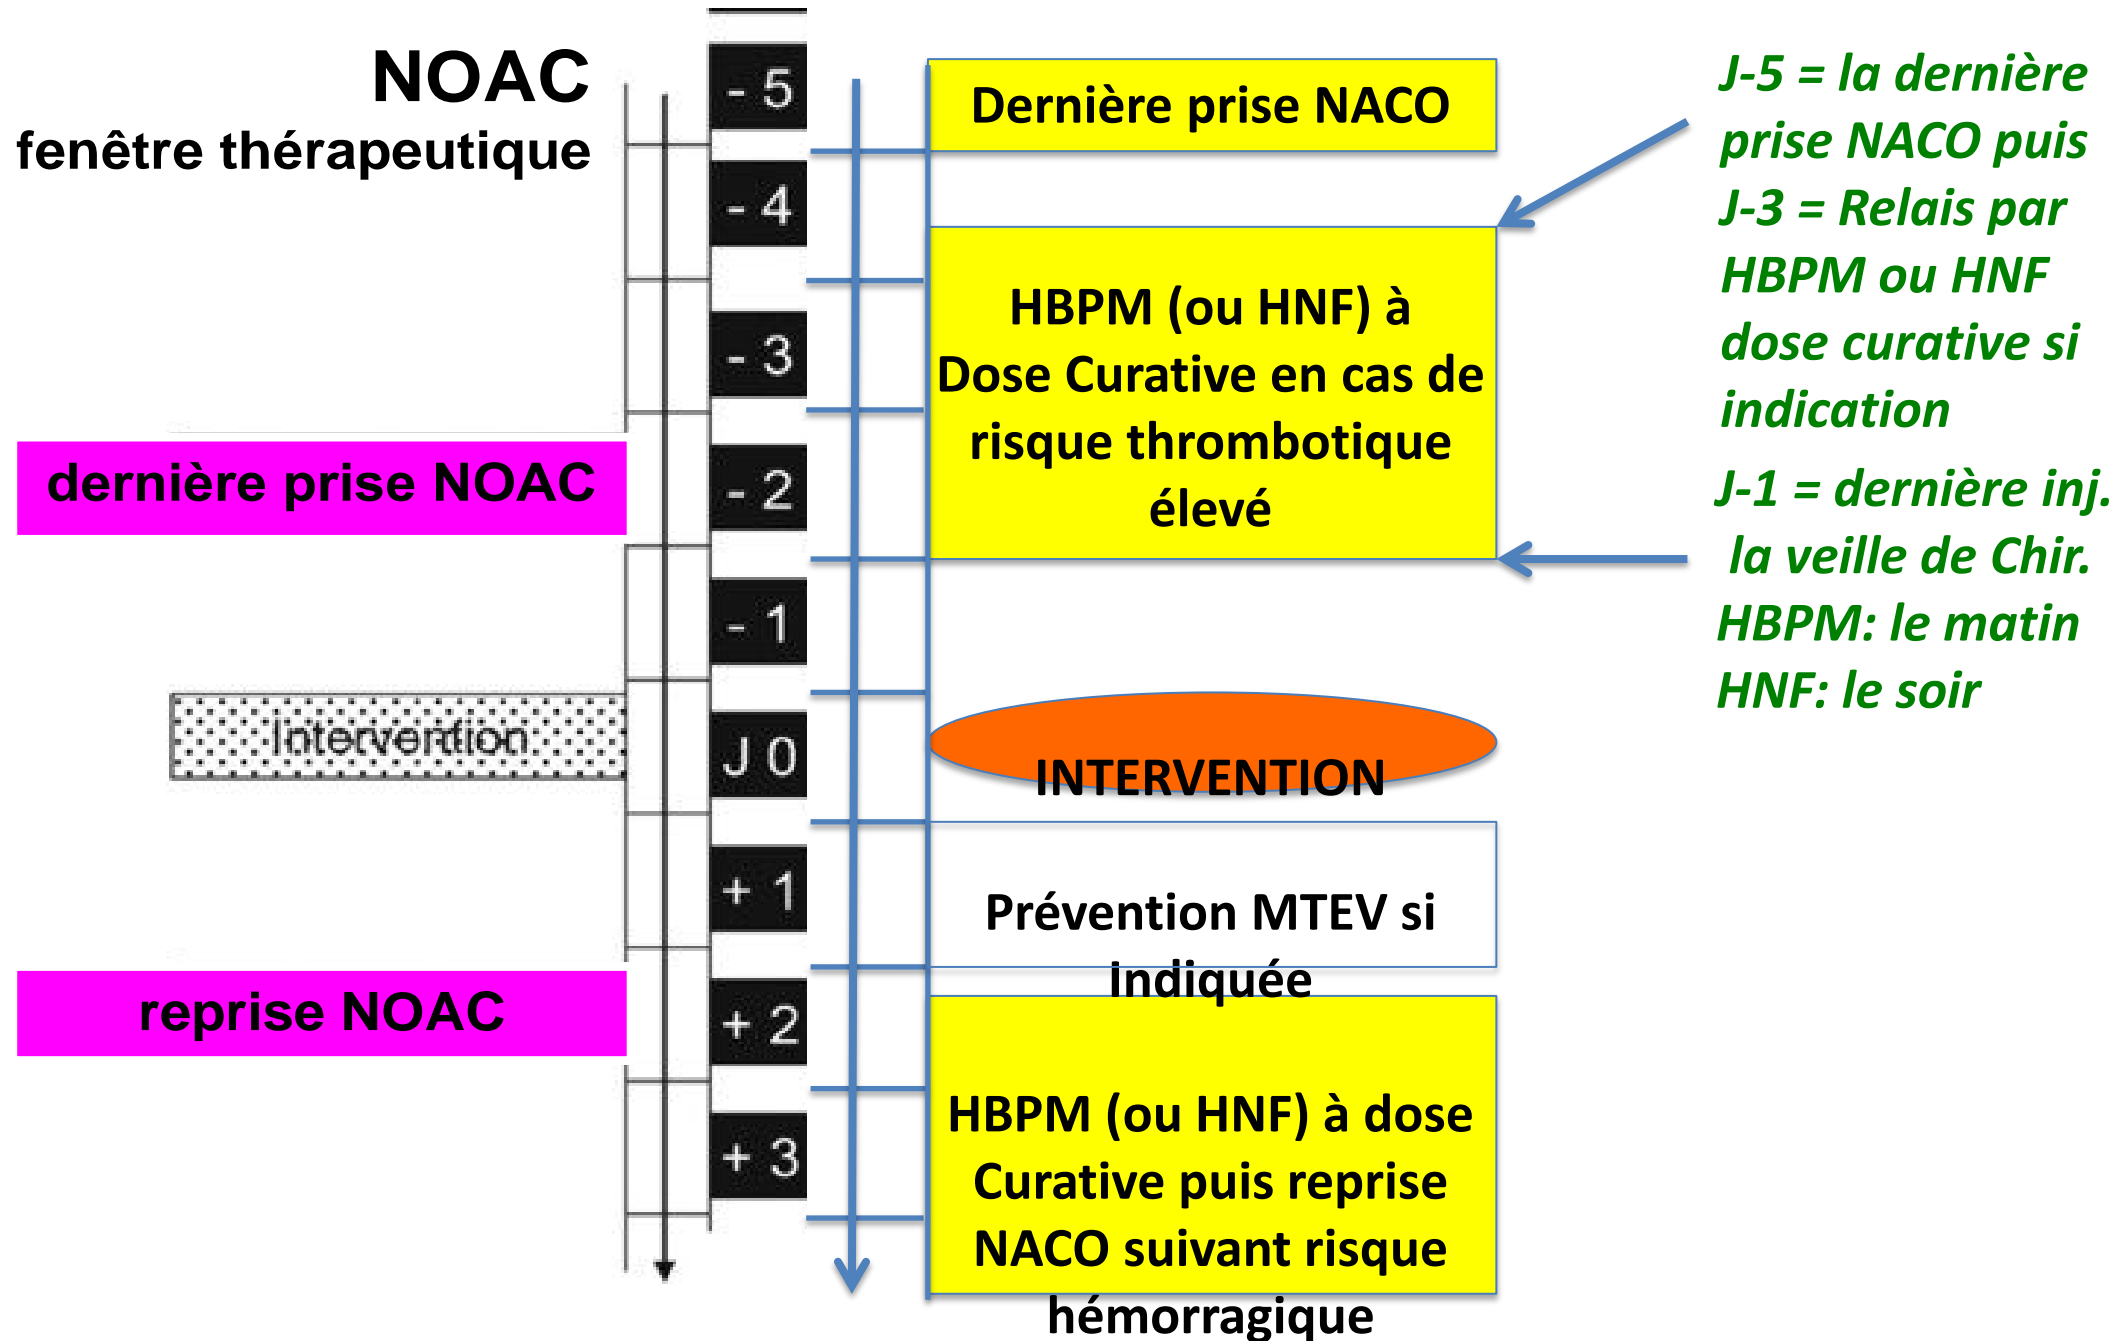 NOAC
fenêtre thérapeutique
dernière prise NOAC
Intervention
reprise NOAC
- 5
- 4
- 3
- 2
- 1
J 0
+ 1
+ 2
+ 3
Dernière prise NACO
HBPM (ou HNF) à
Dose Curative en cas de
risque thrombotique
élevé
INTERVENTION
Prévention MTEV si
Indiquée
HBPM (ou HNF) à dose
Curative puis reprise
NACO suivant risque
hémorragique
J-5 = la dernière
prise NACO puis
J-3 = Relais par
HBPM ou HNF
dose curative si
indication
J-1 = dernière inj.
la veille de Chir.
HBPM: le matin
HNF: le soir